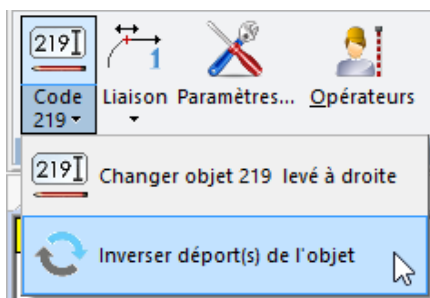 219
1
Code
219
Liaison
Paramètres...
Opérateurs
219
Changer objet 219 levé à droite
Inverser déport(s) de l'objet